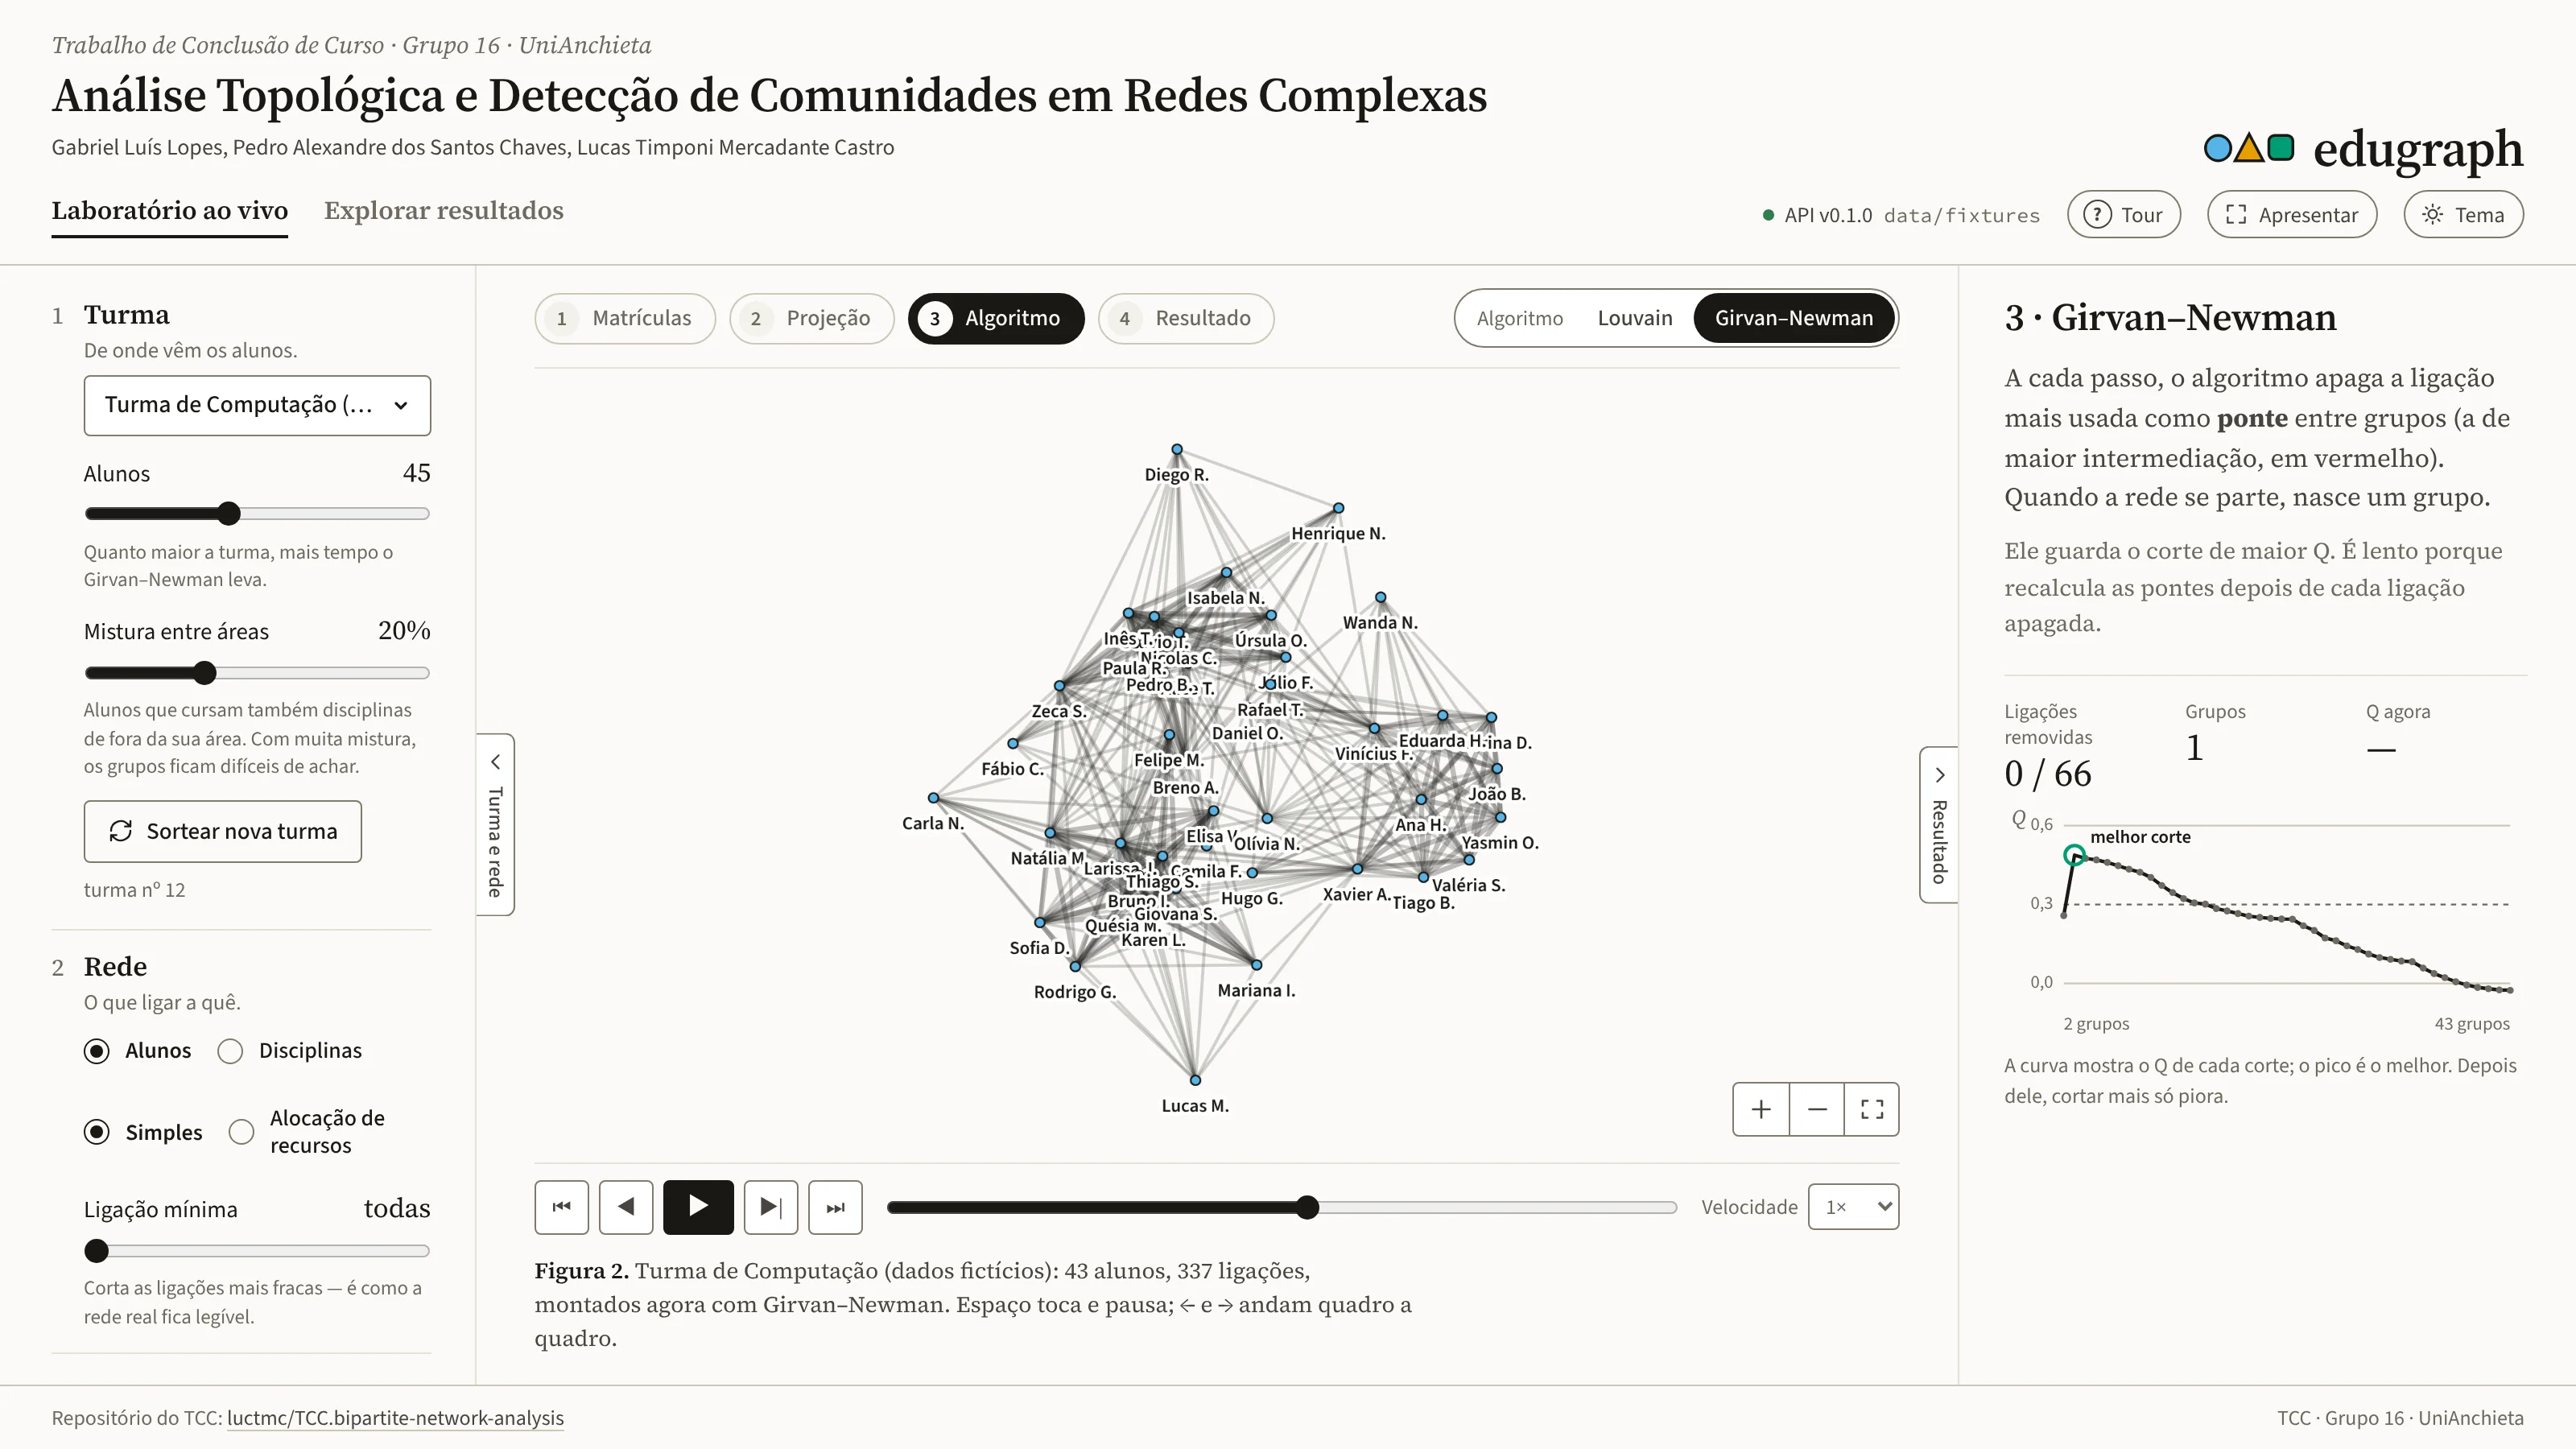 Trabalho de Conclusão de Curso · Grupo 16 · UniAnchieta
Análise Topológica e Detecção de Comunidades em Redes Complexas
Gabriel Luís Lopes, Pedro Alexandre dos Santos Chaves, Lucas Timponi Mercadante Castro
edugraph
Laboratório ao vivo
Explorar resultados
API v0.1.0 data/fixtures
? Tour
Apresentar
Tema
1 Turma
De onde vêm os alunos.
Turma de Computação (...
Alunos 45
Quanto maior a turma, mais tempo o
Girvan–Newman leva.
Mistura entre áreas 20%
Alunos que cursam também disciplinas
de fora da sua área. Com muita mistura,
os grupos ficam difíceis de achar.
Sortear nova turma
turma nº 12
2 Rede
O que ligar a quê.
Alunos
Disciplinas
Simples
Alocação de
recursos
Ligação mínima todas
Corta as ligações mais fracas — é como a
rede real fica legível.
Turma e rede
1 Matrículas
2 Projeção
3 Algoritmo
4 Resultado
Algoritmo Louvain Girvan–Newman
Diego R.
Henrique N.
Isabela N.
Wanda N.
Inês T.
Úrsula O.
Nicolas C.
Paula R.
Pedro B.
Júlio F.
Rafael T.
Zeca S.
Daniel O.
Eduarda H.
Vinícius F.
Felipe M.
Fábio C.
Breno A.
João B.
Carla N.
Ana H.
Elisa V.
Olívia N.
Yasmin O.
Natália M.
Larissa J.
Camila F.
Thiago S.
Valéria S.
Xavier A.
Hugo G.
Tiago B.
Bruno I.
Giovana S.
Quésia M.
Karen L.
Sofia D.
Rodrigo G.
Mariana I.
Lucas M.
Velocidade 1×
Figura 2. Turma de Computação (dados fictícios): 43 alunos, 337 ligações,
montados agora com Girvan–Newman. Espaço toca e pausa; ← e → andam quadro a
quadro.
Resultado
3 · Girvan–Newman
A cada passo, o algoritmo apaga a ligação
mais usada como ponte entre grupos (a de
maior intermediação, em vermelho).
Quando a rede se parte, nasce um grupo.
Ele guarda o corte de maior Q. É lento porque
recalcula as pontes depois de cada ligação
apagada.
Ligações
removidas
0 / 66
Grupos
1
Q agora
—
Q
0,6
melhor corte
0,3
0,0
2 grupos
43 grupos
A curva mostra o Q de cada corte; o pico é o melhor. Depois
dele, cortar mais só piora.
Repositório do TCC: luctmc/TCC.bipartite-network-analysis
TCC · Grupo 16 · UniAnchieta